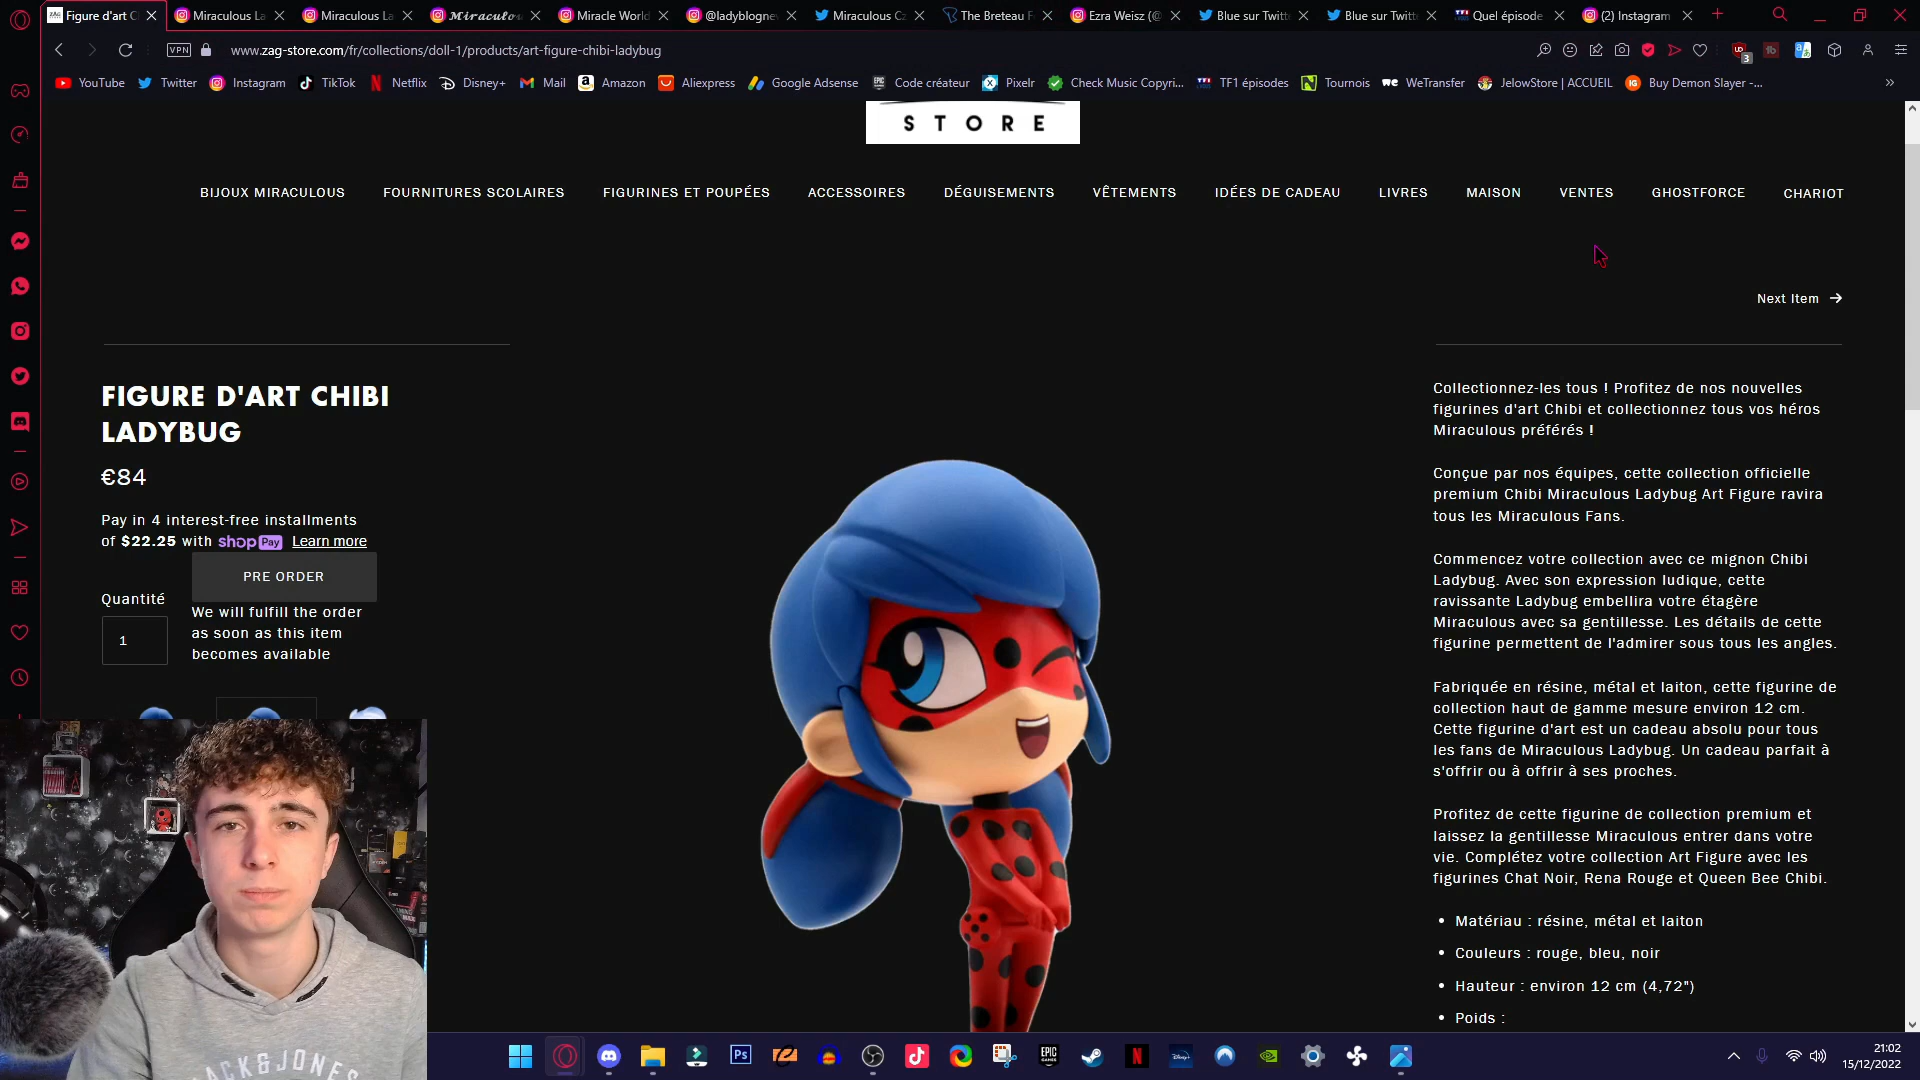 Figure d'art C
Miraculous La
Miraculous La
Miraculou
Miracle World
@ladyblogne
Miraculous Cz
The Breteau F
Ezra Weisz (@
Blue sur Twitt
Blue sur Twitt
Quel épisode
(2) Instagram
VPN
www.zag-store.com/fr/collections/doll-1/products/art-figure-chibi-ladybug
3
YouTube
Twitter
Instagram
TikTok
Netflix
Disney+
Mail
Amazon
Aliexpress
Google Adsense
Code créateur
Pixelr
Check Music Copyri...
TF1 épisodes
Tournois
WeTransfer
JelowStore | ACCUEIL
Buy Demon Slayer -...
STORE
BIJOUX MIRACULOUS
FOURNITURES SCOLAIRES
FIGURINES ET POUPÉES
ACCESSOIRES
DÉGUISEMENTS
VÊTEMENTS
IDÉES DE CADEAU
LIVRES
MAISON
VENTES
GHOSTFORCE
CHARIOT
Next Item
FIGURE D'ART CHIBI
LADYBUG
€84
Pay in 4 interest-free installments
of $22.25 with shop Pay Learn more
PRE ORDER
Quantité
1
We will fulfill the order
as soon as this item
becomes available
Collectionnez-les tous ! Profitez de nos nouvelles
figurines d'art Chibi et collectionnez tous vos héros
Miraculous préférés !
Conçue par nos équipes, cette collection officielle
premium Chibi Miraculous Ladybug Art Figure ravira
tous les Miraculous Fans.
Commencez votre collection avec ce mignon Chibi
Ladybug. Avec son expression ludique, cette
ravissante Ladybug embellira votre étagère
Miraculous avec sa gentillesse. Les détails de cette
figurine permettent de l'admirer sous tous les angles.
Fabriquée en résine, métal et laiton, cette figurine de
collection haut de gamme mesure environ 12 cm.
Cette figurine d'art est un cadeau absolu pour tous
les fans de Miraculous Ladybug. Un cadeau parfait à
s'offrir ou à offrir à ses proches.
Profitez de cette figurine de collection premium et
laissez la gentillesse Miraculous entrer dans votre
vie. Complétez votre collection Art Figure avec les
figurines Chat Noir, Rena Rouge et Queen Bee Chibi.
• Matériau : résine, métal et laiton
• Couleurs : rouge, bleu, noir
• Hauteur : environ 12 cm (4,72")
• Poids :
ACK&JONES
Ps
EPIC
GAMES
21:02
15/12/2022